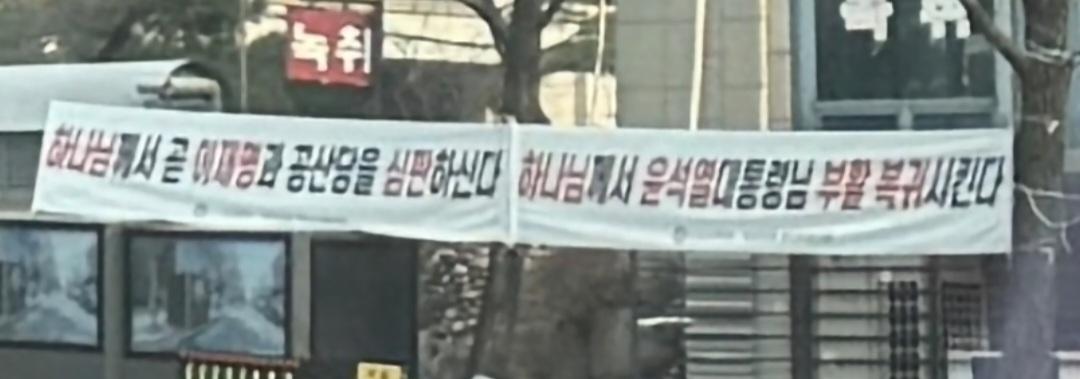 녹취
하나님께서 곧 이재명과 공산당을 심판하신다
하나님께서 윤석열대통령님 부활 복귀시킨다